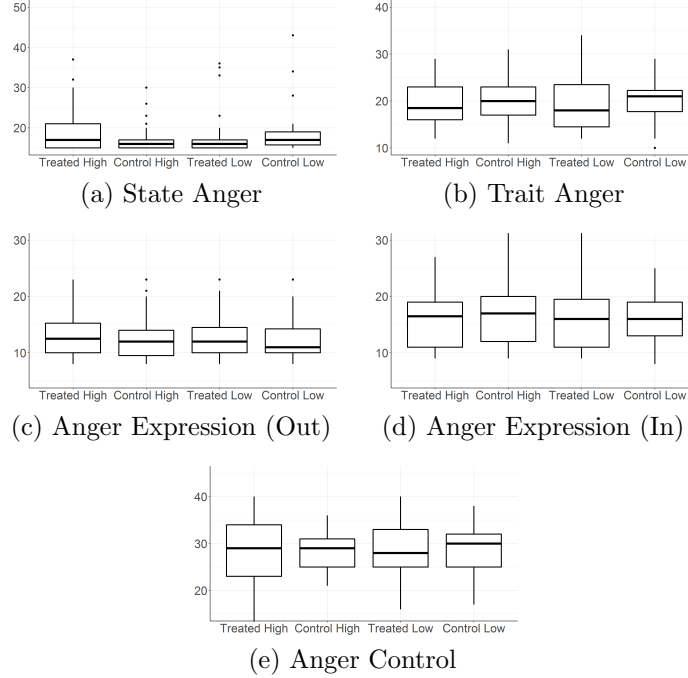 50
40
30
20
Treated High Control High Treated Low Control Low
(a) State Anger
40
30
20
10
Treated High Control High Treated Low Control Low
(b) Trait Anger
30
20
10
Treated High Control High Treated Low Control Low
(c) Anger Expression (Out)
30
20
10
Treated High Control High Treated Low Control Low
(d) Anger Expression (In)
40
30
20
Treated High Control High Treated Low Control Low
(e) Anger Control